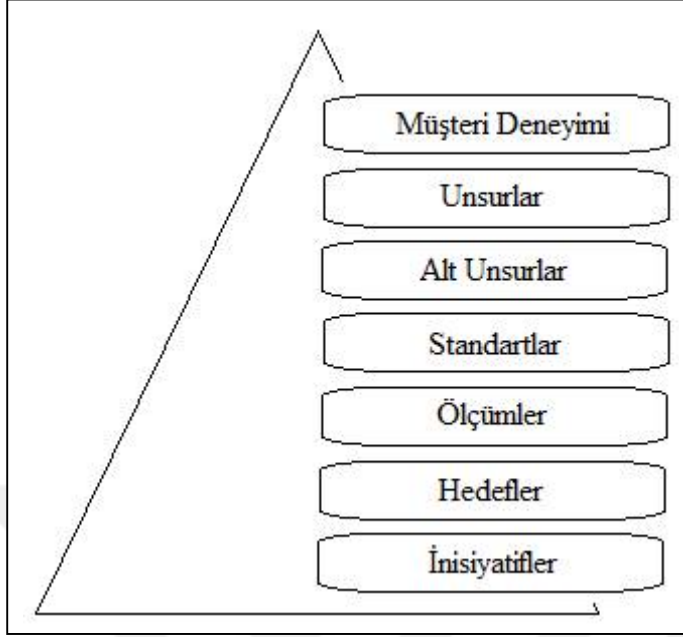 Müşteri Deneyimi
Unsurlar
Alt Unsurlar
Standartlar
Ölçümler
Hedefler
İnisiyatifler